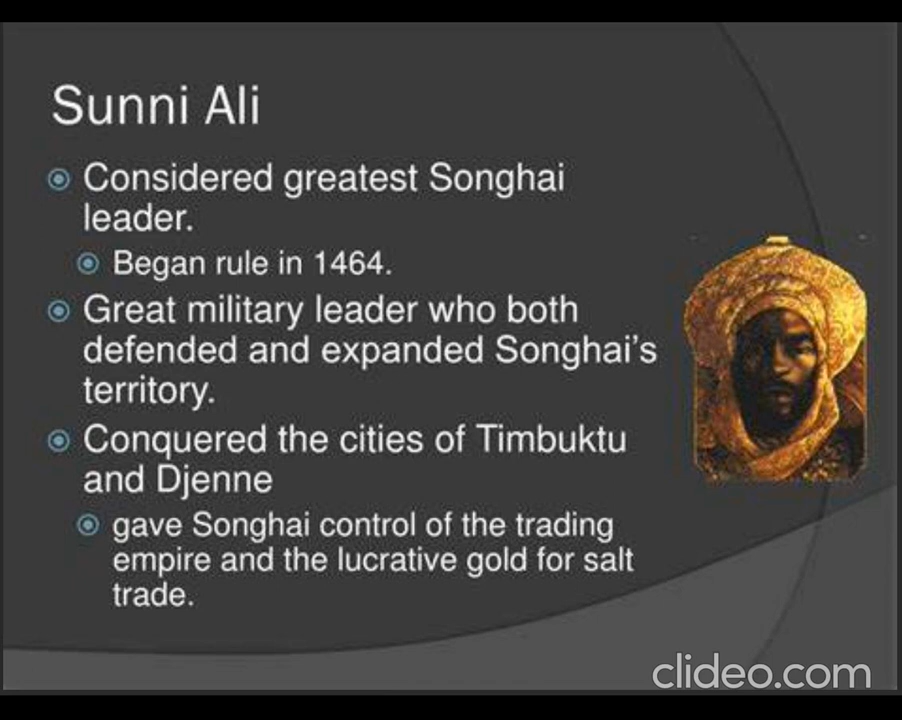 Sunni Ali
Considered greatest Songhai
leader.
Began rule in 1464.
Great military leader who both
defended and expanded Songhai's
territory.
Conquered the cities of Timbuktu
and Djenne
gave Songhai control of the trading
empire and the lucrative gold for salt
trade.
clideo.com